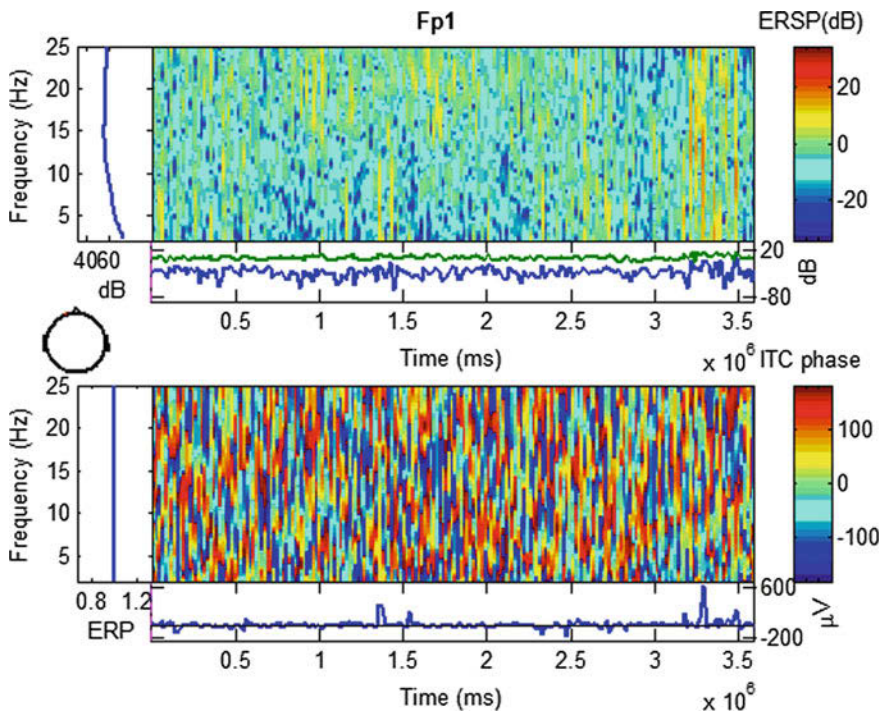 Fp1
ERSP(dB)
Frequency (Hz)
25
20
15
10
5
20
0
-20
4060
dB
20
-80
dB
0.5 1 1.5 2 2.5 3 3.5
Time (ms)
x 10^6
ITC phase
Frequency (Hz)
25
20
15
10
5
100
0
-100
0.8 1.2
ERP
600
-200
μV
0.5 1 1.5 2 2.5 3 3.5
Time (ms)
x 10^6